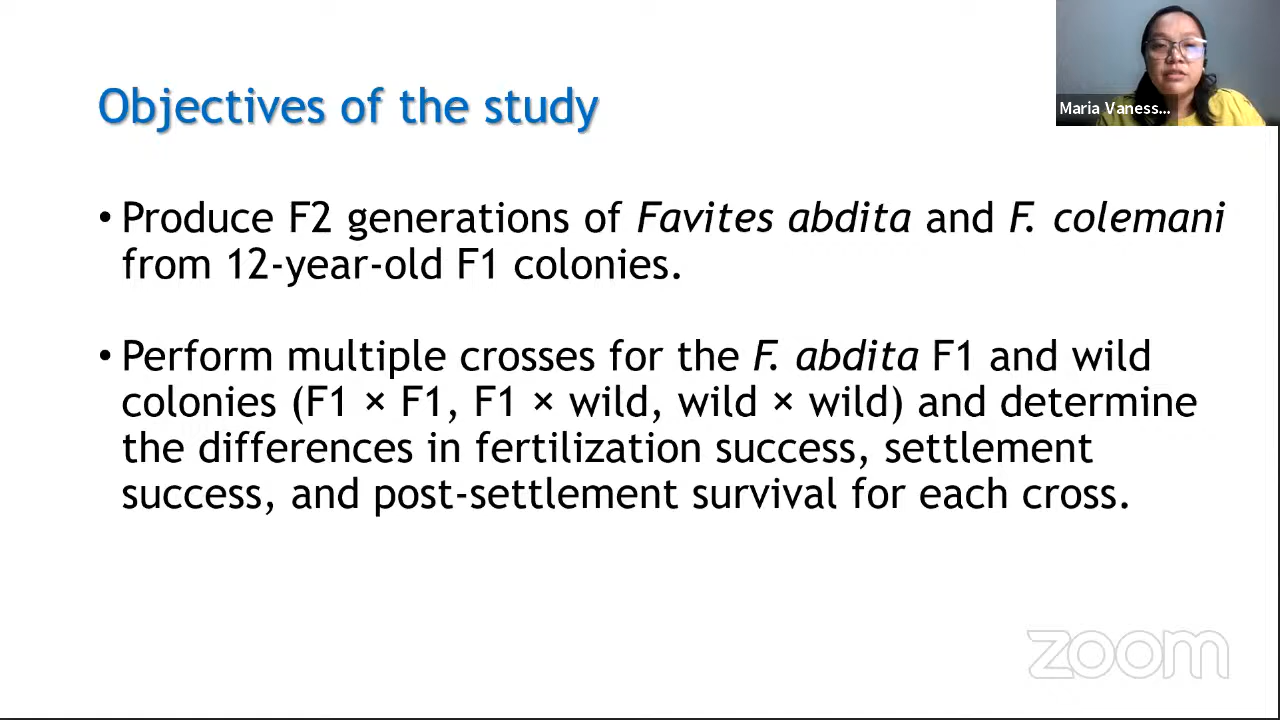 Objectives of the study
Maria Vaness...
• Produce F2 generations of Favites abdita and F. colemani
from 12-year-old F1 colonies.
• Perform multiple crosses for the F. abdita F1 and wild
colonies (F1 × F1, F1 × wild, wild × wild) and determine
the differences in fertilization success, settlement
success, and post-settlement survival for each cross.
zoom